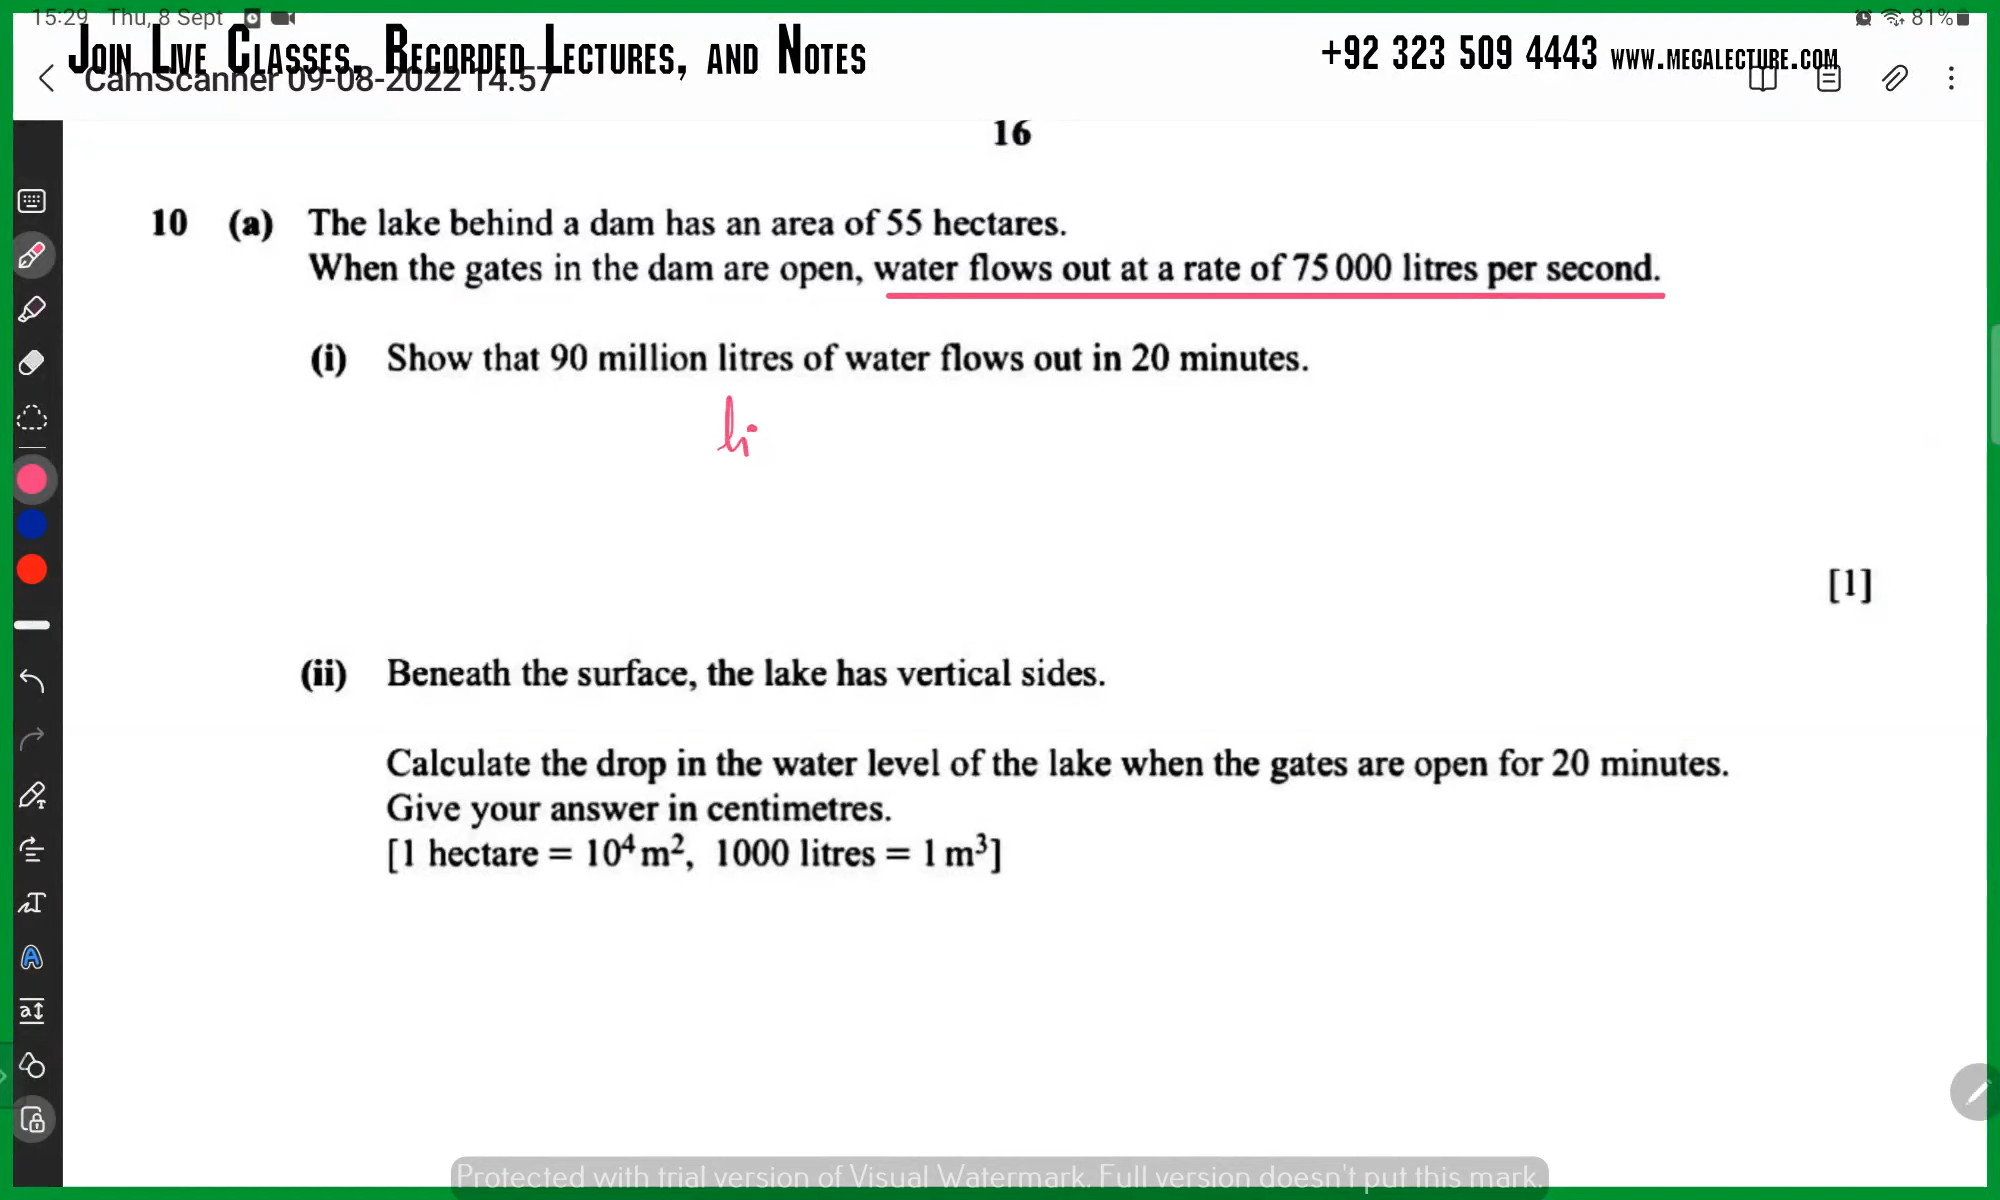 15:29 Thu, 8 Sept 81%
JOIN LIVE CLASSES, RECORDED LECTURES, AND NOTES
+92 323 509 4443 WWW.MEGALECTURE.COM
CamScanner 09-08-2022 14.57
16
10 (a) The lake behind a dam has an area of 55 hectares.
When the gates in the dam are open, water flows out at a rate of 75 000 litres per second.
(i) Show that 90 million litres of water flows out in 20 minutes.
li
[1]
(ii) Beneath the surface, the lake has vertical sides.
Calculate the drop in the water level of the lake when the gates are open for 20 minutes.
Give your answer in centimetres.
[1 hectare = 10⁴ m², 1000 litres = 1 m³]
Protected with trial version of Visual Watermark. Full version doesn't put this mark.